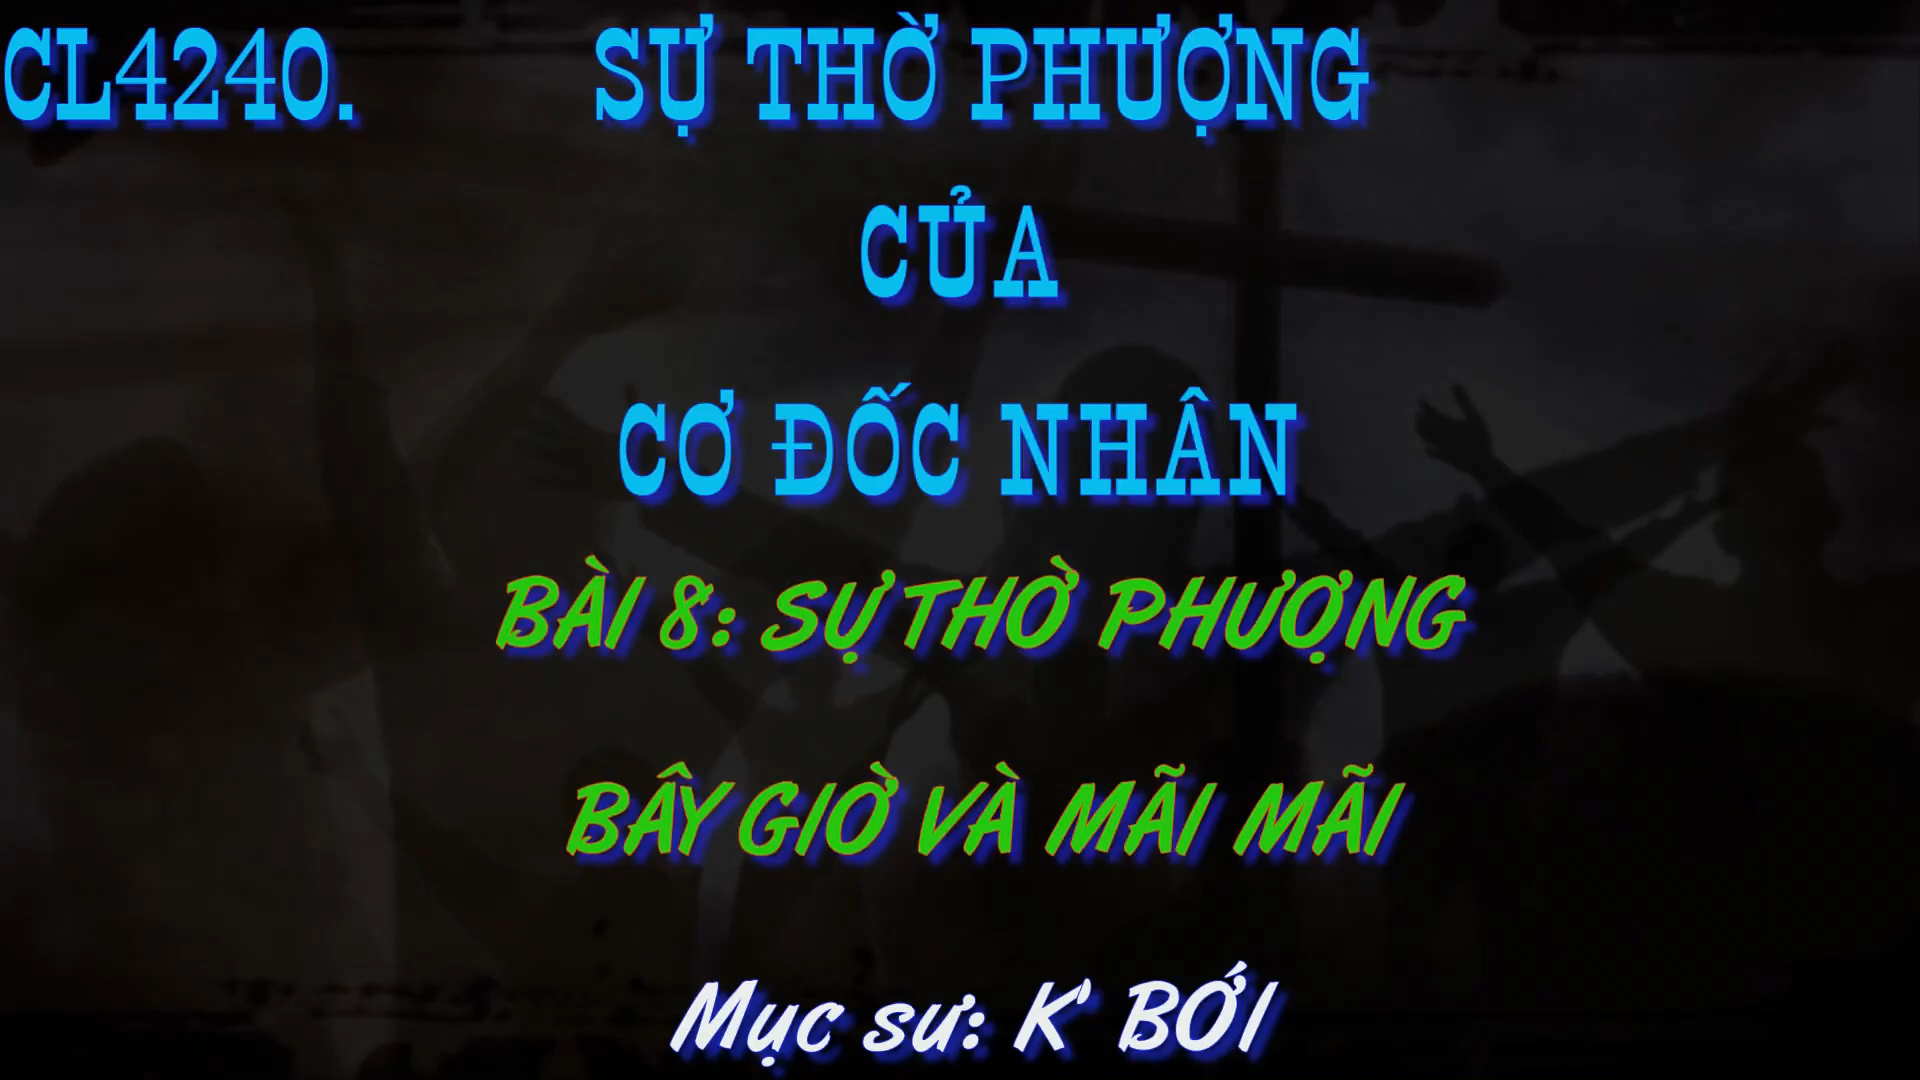 CL4240. SỰ THỜ PHƯỢNG
CỦA
CƠ ĐỐC NHÂN
BÀI 8: SỰ THỜ PHƯỢNG
BÂY GIỜ VÀ MÃI MÃI
Mục sư: K' BỚI